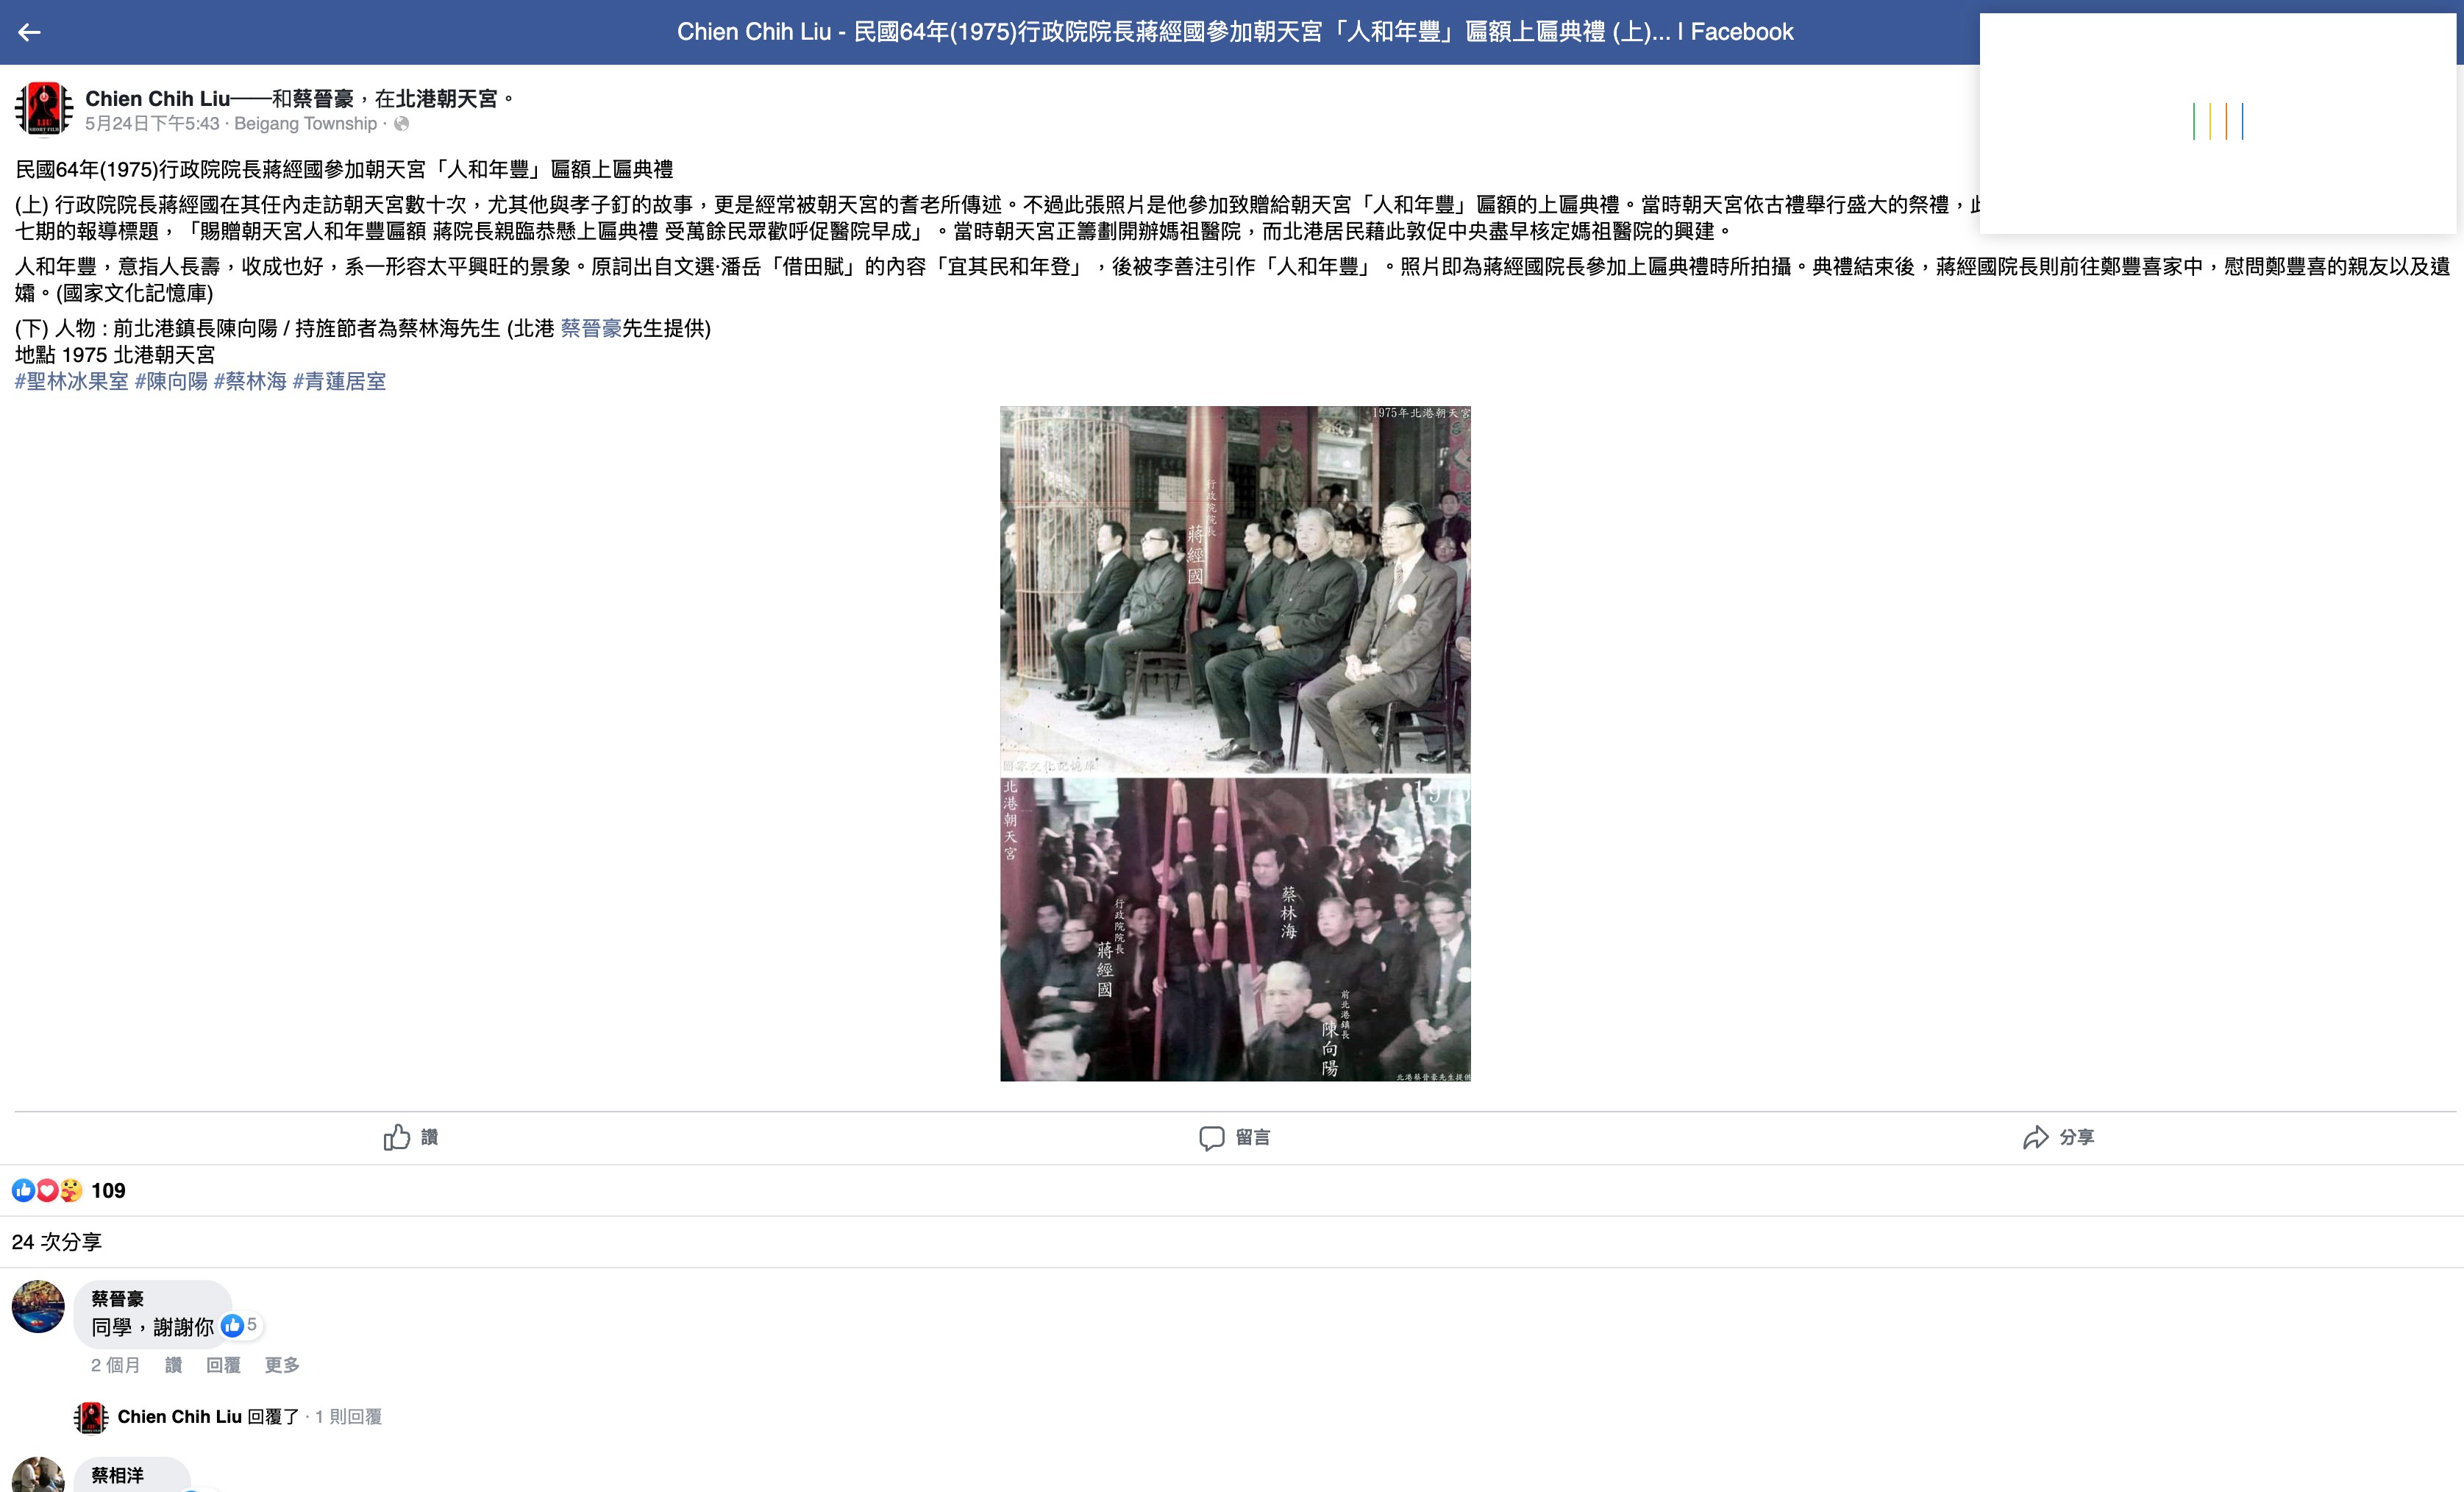 Chien Chih Liu - 民國64年(1975)行政院院長蔣經國參加朝天宮「人和年豐」匾額上匾典禮 (上)... | Facebook
Chien Chih Liu——和蔡晉豪，在北港朝天宮。
5月24日下午5:43 · Beigang Township ·
民國64年(1975)行政院院長蔣經國參加朝天宮「人和年豐」匾額上匾典禮
(上) 行政院院長蔣經國在其任內走訪朝天宮數十次，尤其他與孝子釘的故事，更是經常被朝天宮的耆老所傳述。不過此張照片是他參加致贈給朝天宮「人和年豐」匾額的上匾典禮。當時朝天宮依古禮舉行盛大的祭禮，此
七期的報導標題，「賜贈朝天宮人和年豐匾額 蔣院長親臨恭懸上匾典禮 受萬餘民眾歡呼促醫院早成」。當時朝天宮正籌劃開辦媽祖醫院，而北港居民藉此敦促中央盡早核定媽祖醫院的興建。
人和年豐，意指人長壽，收成也好，系一形容太平興旺的景象。原詞出自文選·潘岳「借田賦」的內容「宜其民和年登」，後被李善注引作「人和年豐」。照片即為蔣經國院長參加上匾典禮時所拍攝。典禮結束後，蔣經國院長則前往鄭豐喜家中，慰問鄭豐喜的親友以及遺
孀。(國家文化記憶庫)
(下) 人物 : 前北港鎮長陳向陽 / 持旌節者為蔡林海先生 (北港 蔡晉豪先生提供)
地點 1975 北港朝天宮
#聖林冰果室 #陳向陽 #蔡林海 #青蓮居室
1975年北港朝天宮
行政院院長
蔣經國
國家文化記憶庫
北港朝天宮
1975
蔡林海
行政院院長
蔣經國
前北港鎮長
陳向陽
北港蔡晉豪先生提供
讚
留言
分享
109
24 次分享
蔡晉豪
同學，謝謝你
5
2 個月 讚 回覆 更多
Chien Chih Liu 回覆了 · 1 則回覆
蔡相洋